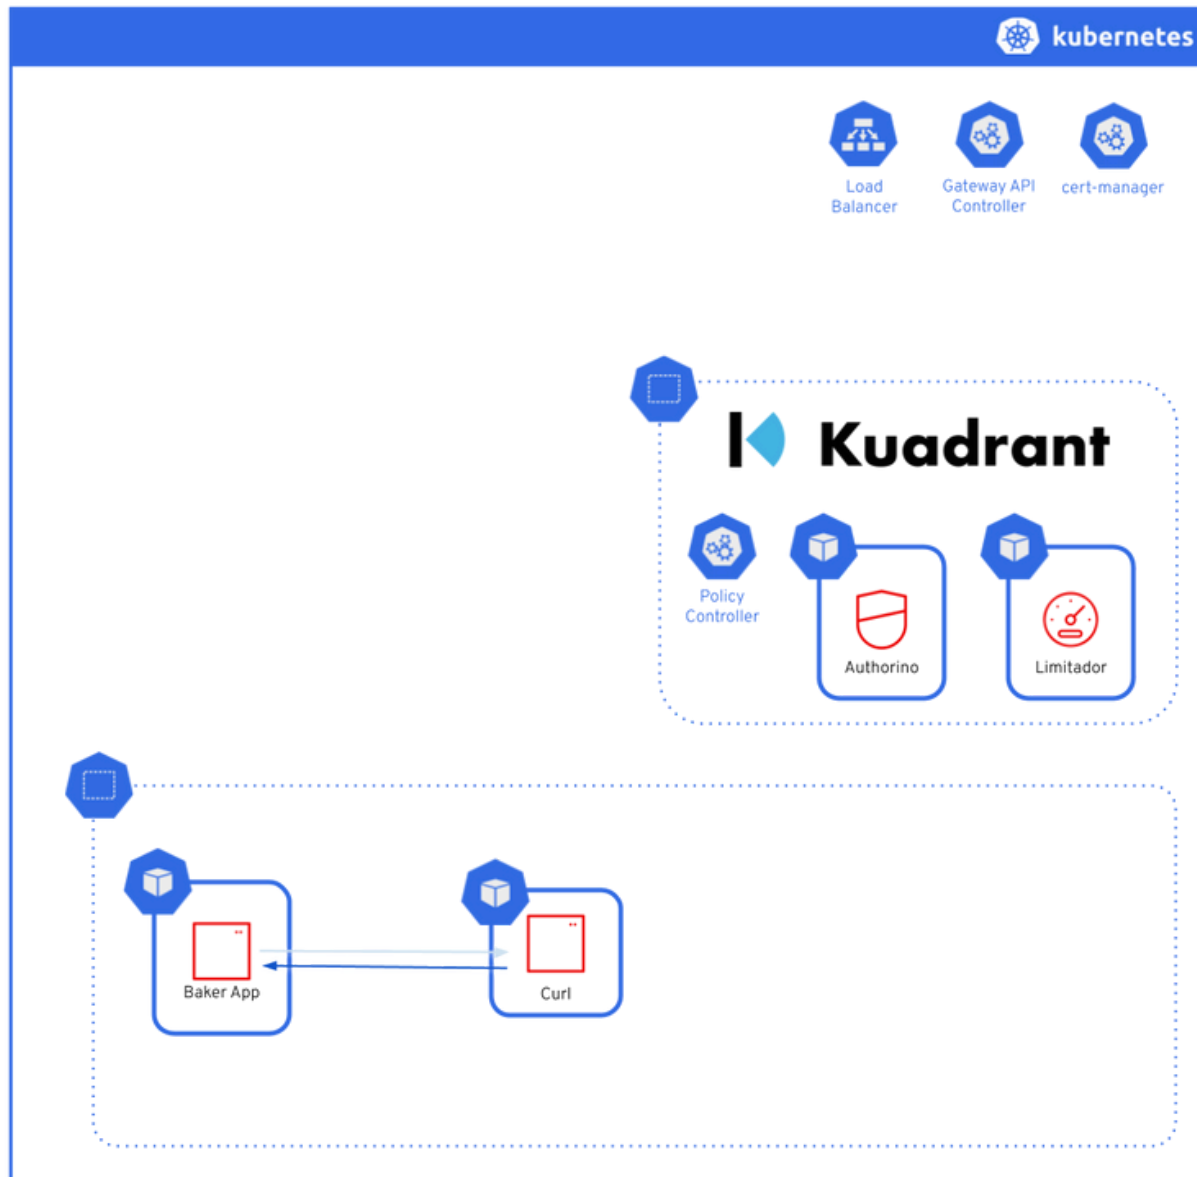 kubernetes
Load
Balancer
Gateway API
Controller
cert-manager
Kuadrant
Policy
Controller
Authorino
Limitador
Baker App
Curl